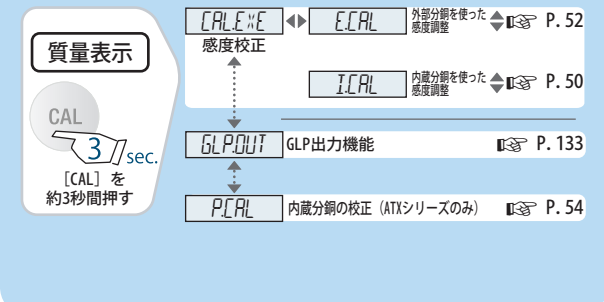 質量表示
CAL
3 sec.
[CAL] を
約3秒間押す
CAL.EXE
感度校正
E.CAL
外部分銅を使った
感度調整
P. 52
I.CAL
内蔵分銅を使った
感度調整
P. 50
GLP.OUT GLP出力機能 P. 133
P.CAL 内蔵分銅の校正（ATXシリーズのみ） P. 54